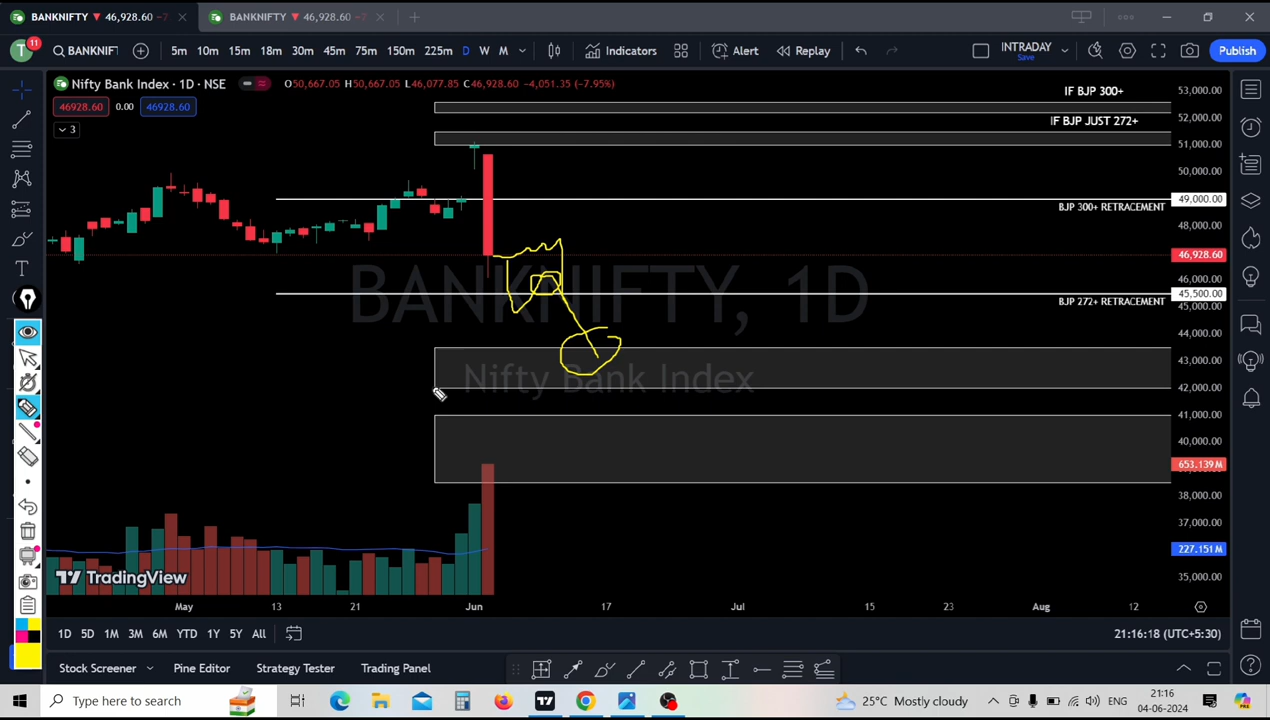 BANKNIFTY ▼ 46,928.60 −7
BANKNIFTY ▼ 46,928.60 −7
T 11
BANKNIFT
5m 10m 15m 18m 30m 45m 75m 150m 225m D W M
Indicators
Alert
Replay
INTRADAY
Save
Publish
Nifty Bank Index · 1D · NSE
O50,667.05 H50,667.05 L46,077.85 C46,928.60 −4,051.35 (−7.95%)
46928.60 0.00 46928.60
3
IF BJP 300+
IF BJP JUST 272+
BJP 300+ RETRACEMENT
BJP 272+ RETRACEMENT
BANKNIFTY, 1D
Nifty Bank Index
53,000.00
52,000.00
51,000.00
50,000.00
49,000.00
48,000.00
46,928.60
46,000.00
45,500.00
45,000.00
44,000.00
43,000.00
42,000.00
41,000.00
40,000.00
653.139M
38,000.00
37,000.00
227.151M
35,000.00
TradingView
May 13 21 Jun 17 Jul 15 23 Aug 12
1D 5D 1M 3M 6M YTD 1Y 5Y All
21:16:18 (UTC+5:30)
Stock Screener Pine Editor Strategy Tester Trading Panel
Type here to search
25°C Mostly cloudy
ENG
21:16
04-06-2024